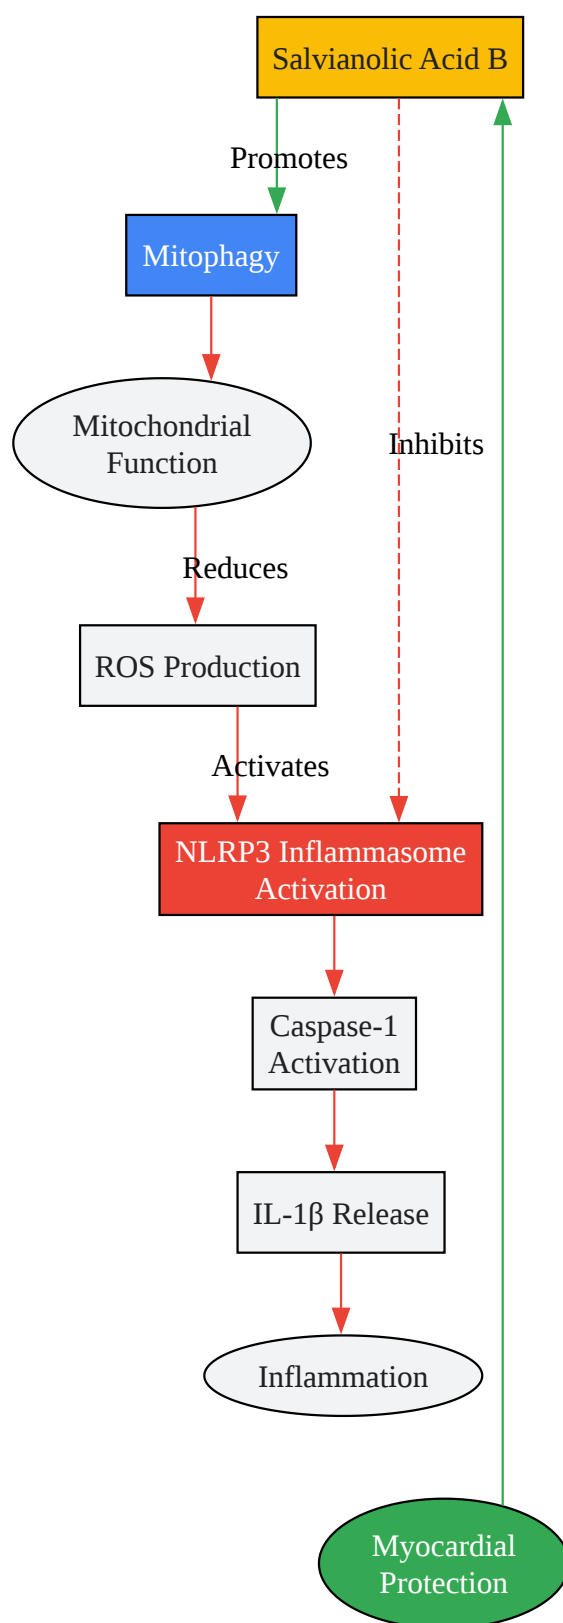 Salvianolic Acid B
Promotes
Mitophagy
Mitochondrial
Function
Inhibits
Reduces
ROS Production
Activates
NLRP3 Inflammasome
Activation
Caspase-1
Activation
IL-1β Release
Inflammation
Myocardial
Protection